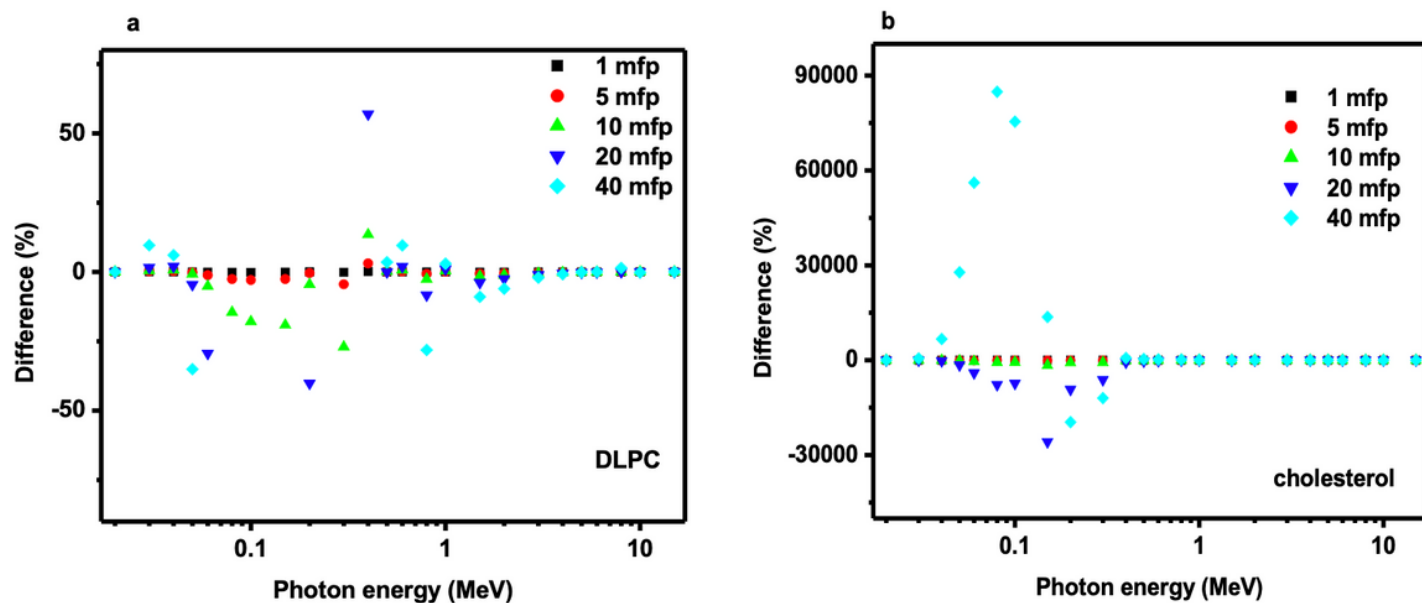 a
1 mfp
5 mfp
10 mfp
20 mfp
40 mfp
50
0
-50
Difference (%)
DLPC
0.1 1 10
Photon energy (MeV)
b
1 mfp
5 mfp
10 mfp
20 mfp
40 mfp
90000
60000
30000
0
-30000
Difference (%)
cholesterol
0.1 1 10
Photon energy (MeV)